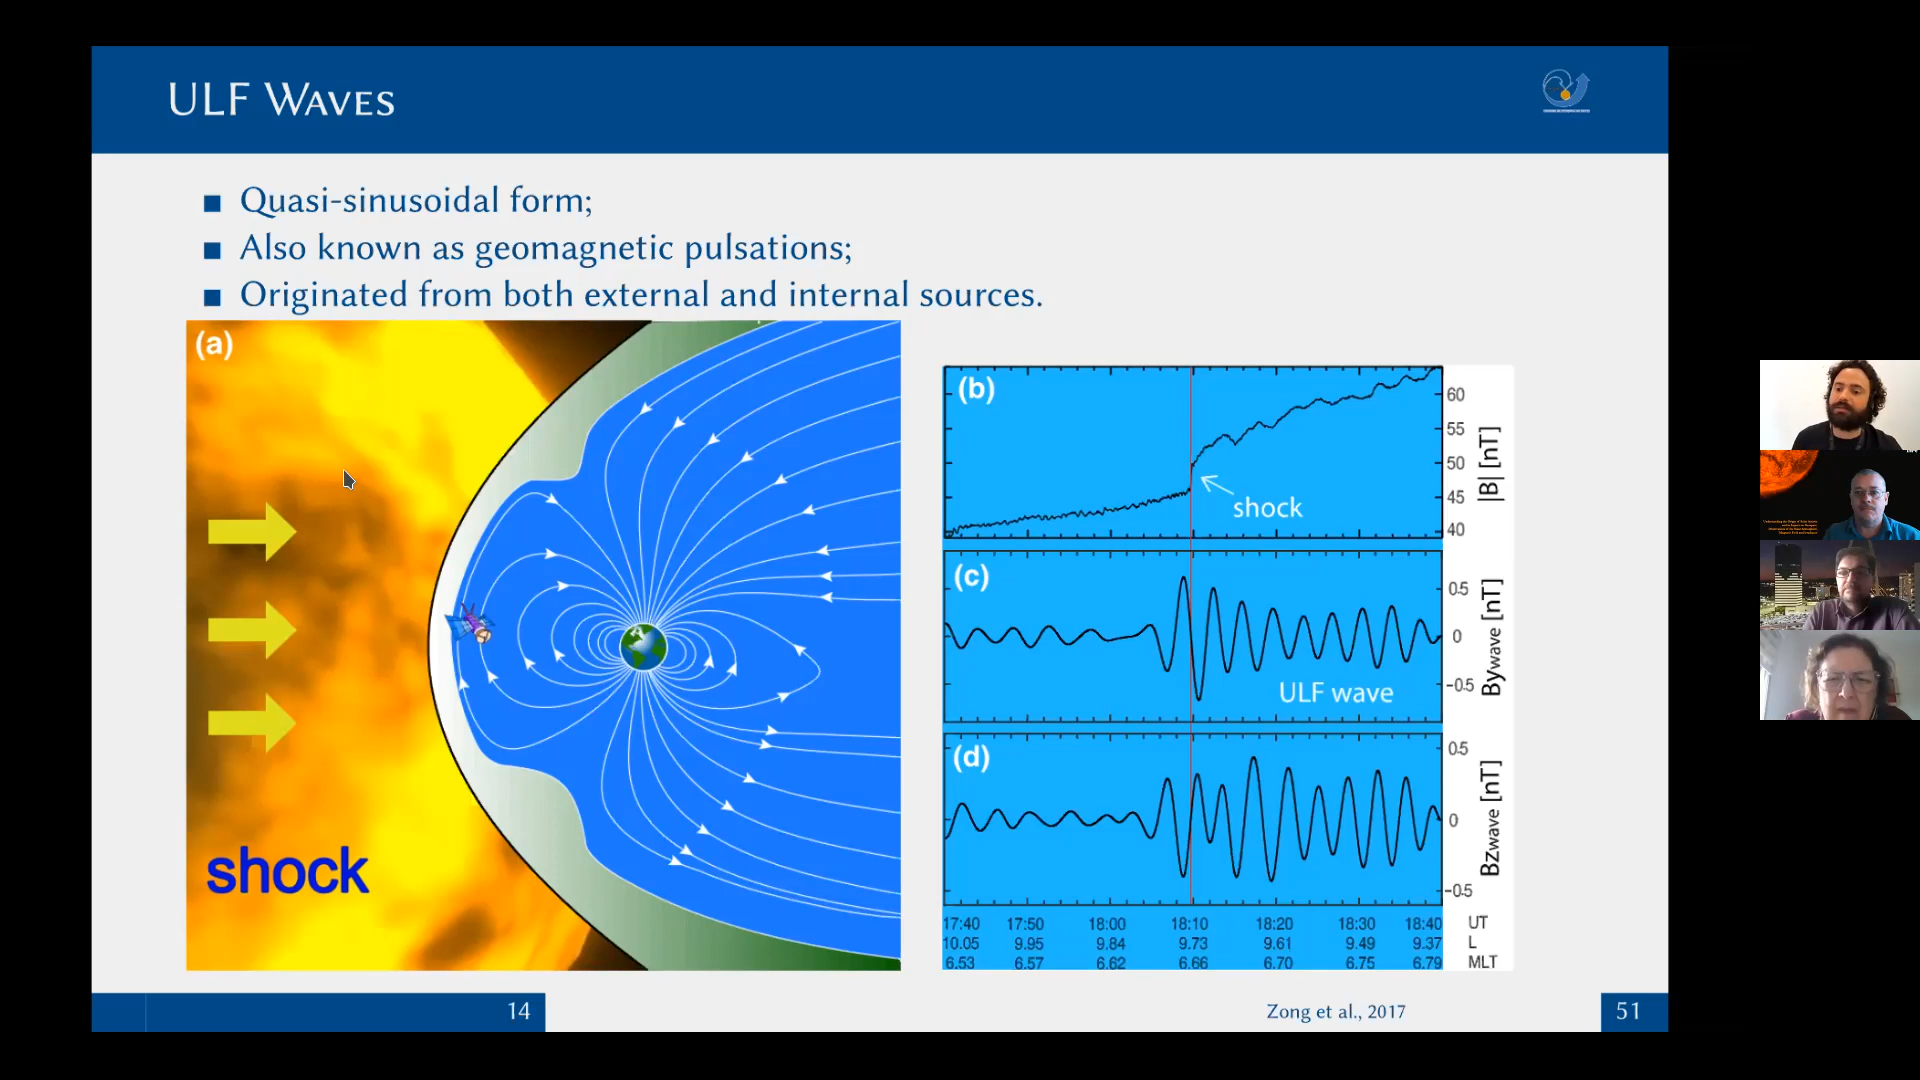 ULF Waves
Quasi-sinusoidal form;
Also known as geomagnetic pulsations;
Originated from both external and internal sources.
(a)
shock
(b)
shock
60
55
50
45
40
|B| [nT]
(c)
ULF wave
0.5
0
-0.5
Bywave [nT]
(d)
0.5
0
-0.5
Bzwave [nT]
17:40 17:50 18:00 18:10 18:20 18:30 18:40 UT
10.05 9.95 9.84 9.73 9.61 9.49 9.37 L
6.53 6.57 6.62 6.66 6.70 6.75 6.79 MLT
14
Zong et al., 2017
51